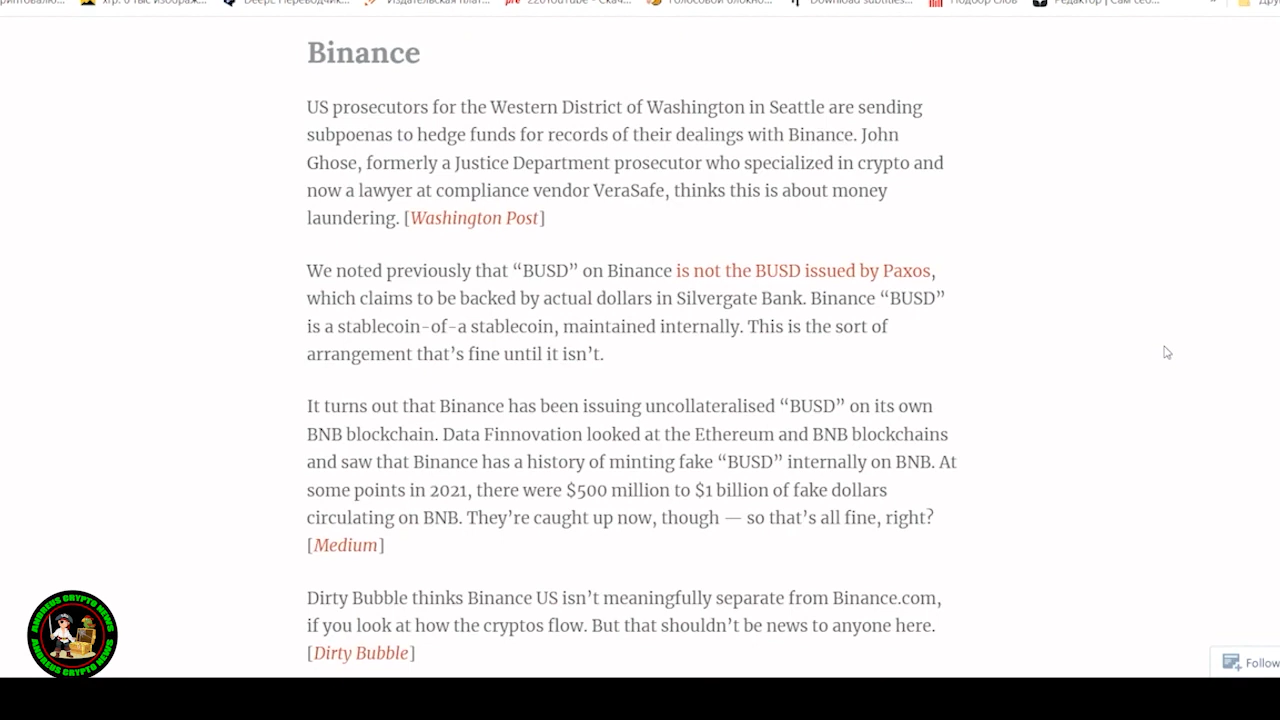 Binance
US prosecutors for the Western District of Washington in Seattle are sending
subpoenas to hedge funds for records of their dealings with Binance. John
Ghose, formerly a Justice Department prosecutor who specialized in crypto and
now a lawyer at compliance vendor VeraSafe, thinks this is about money
laundering. [Washington Post]
We noted previously that “BUSD” on Binance is not the BUSD issued by Paxos,
which claims to be backed by actual dollars in Silvergate Bank. Binance “BUSD”
is a stablecoin-of-a stablecoin, maintained internally. This is the sort of
arrangement that’s fine until it isn’t.
It turns out that Binance has been issuing uncollateralised “BUSD” on its own
BNB blockchain. Data Finnovation looked at the Ethereum and BNB blockchains
and saw that Binance has a history of minting fake “BUSD” internally on BNB. At
some points in 2021, there were $500 million to $1 billion of fake dollars
circulating on BNB. They’re caught up now, though — so that’s all fine, right?
[Medium]
Dirty Bubble thinks Binance US isn’t meaningfully separate from Binance.com,
if you look at how the cryptos flow. But that shouldn’t be news to anyone here.
[Dirty Bubble]
ANDREUS CRYPTO NEWS
ANDREUS CRYPTO NEWS
Follow